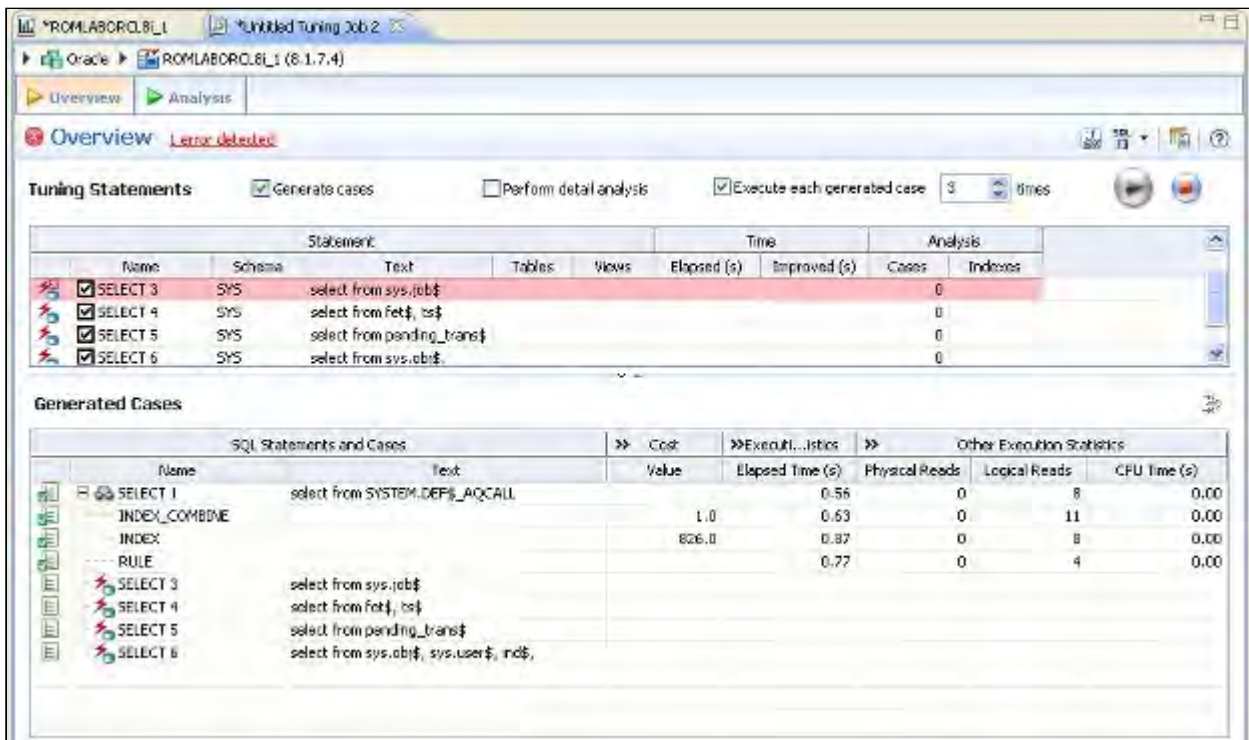 *ROMLABORCL8i_1 *Untitled Tuning Job 2
Oracle ROMLABORCL8i_1 (8.1.7.4)
Overview Analysis
Overview 1 error detected
Tuning Statements Generate cases Perform detail analysis Execute each generated case 3 times
Statement Time Analysis
Name Schema Text Tables Views Elapsed (s) Improved (s) Cases Indexes
SELECT 3 SYS select from sys.job$ 0
SELECT 4 SYS select from fet$, ts$ 0
SELECT 5 SYS select from pending_trans$ 0
SELECT 6 SYS select from sys.obj$, 0
Generated Cases
SQL Statements and Cases Cost Executi...istics Other Execution Statistics
Name Text Value Elapsed Time (s) Physical Reads Logical Reads CPU Time (s)
SELECT 1 select from SYSTEM.DEF$_AQCALL 0.56 0 8 0.00
INDEX_COMBINE 1.0 0.63 0 11 0.00
INDEX 826.0 0.87 0 8 0.00
RULE 0.77 0 4 0.00
SELECT 3 select from sys.job$
SELECT 4 select from fet$, ts$
SELECT 5 select from pending_trans$
SELECT 6 select from sys.obj$, sys.user$, ind$,